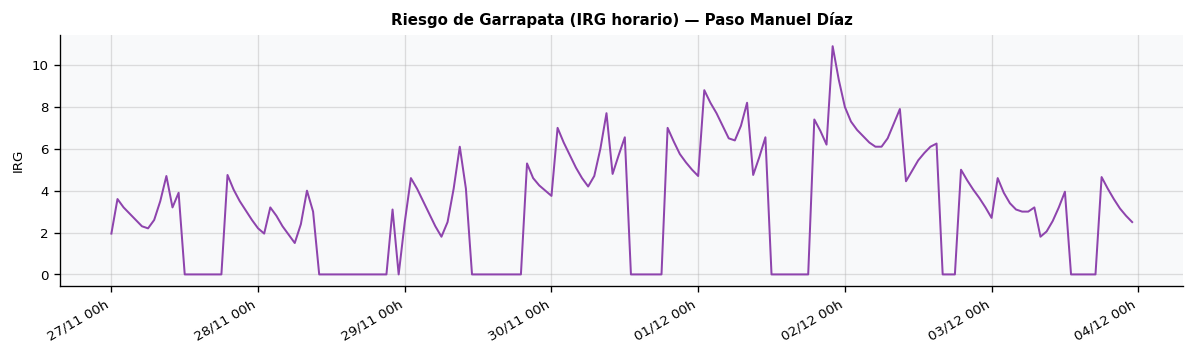 Riesgo de Garrapata (IRG horario) — Paso Manuel Díaz
IRG
10
8
6
4
2
0
27/11 00h
28/11 00h
29/11 00h
30/11 00h
01/12 00h
02/12 00h
03/12 00h
04/12 00h